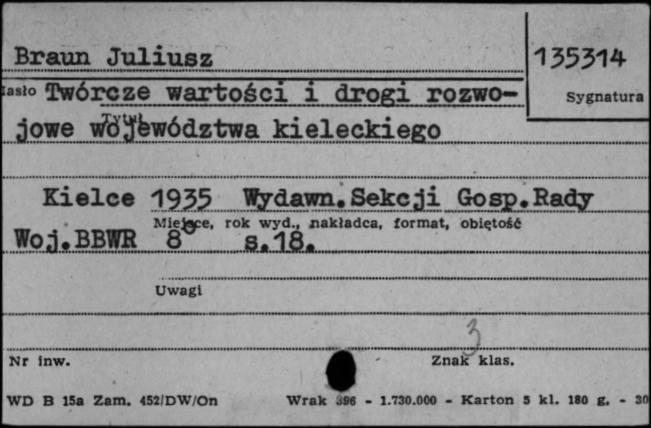 Braun Juliusz
135314
Hasło Twórcze wartości i drogi rozwo-
Sygnatura
Tytuł
jowe województwa kieleckiego
Kielce 1935 Wydawn.Sekcji Gosp.Rady
Miejsce, rok wyd., nakładca, format, obiętość
Woj.BBWR 8° s.18.
Uwagi
3
Nr inw.
Znak klas.
WD B 15a Zam. 452/DW/On Wrak 396 - 1.730.000 - Karton 5 kl. 180 g. - 30